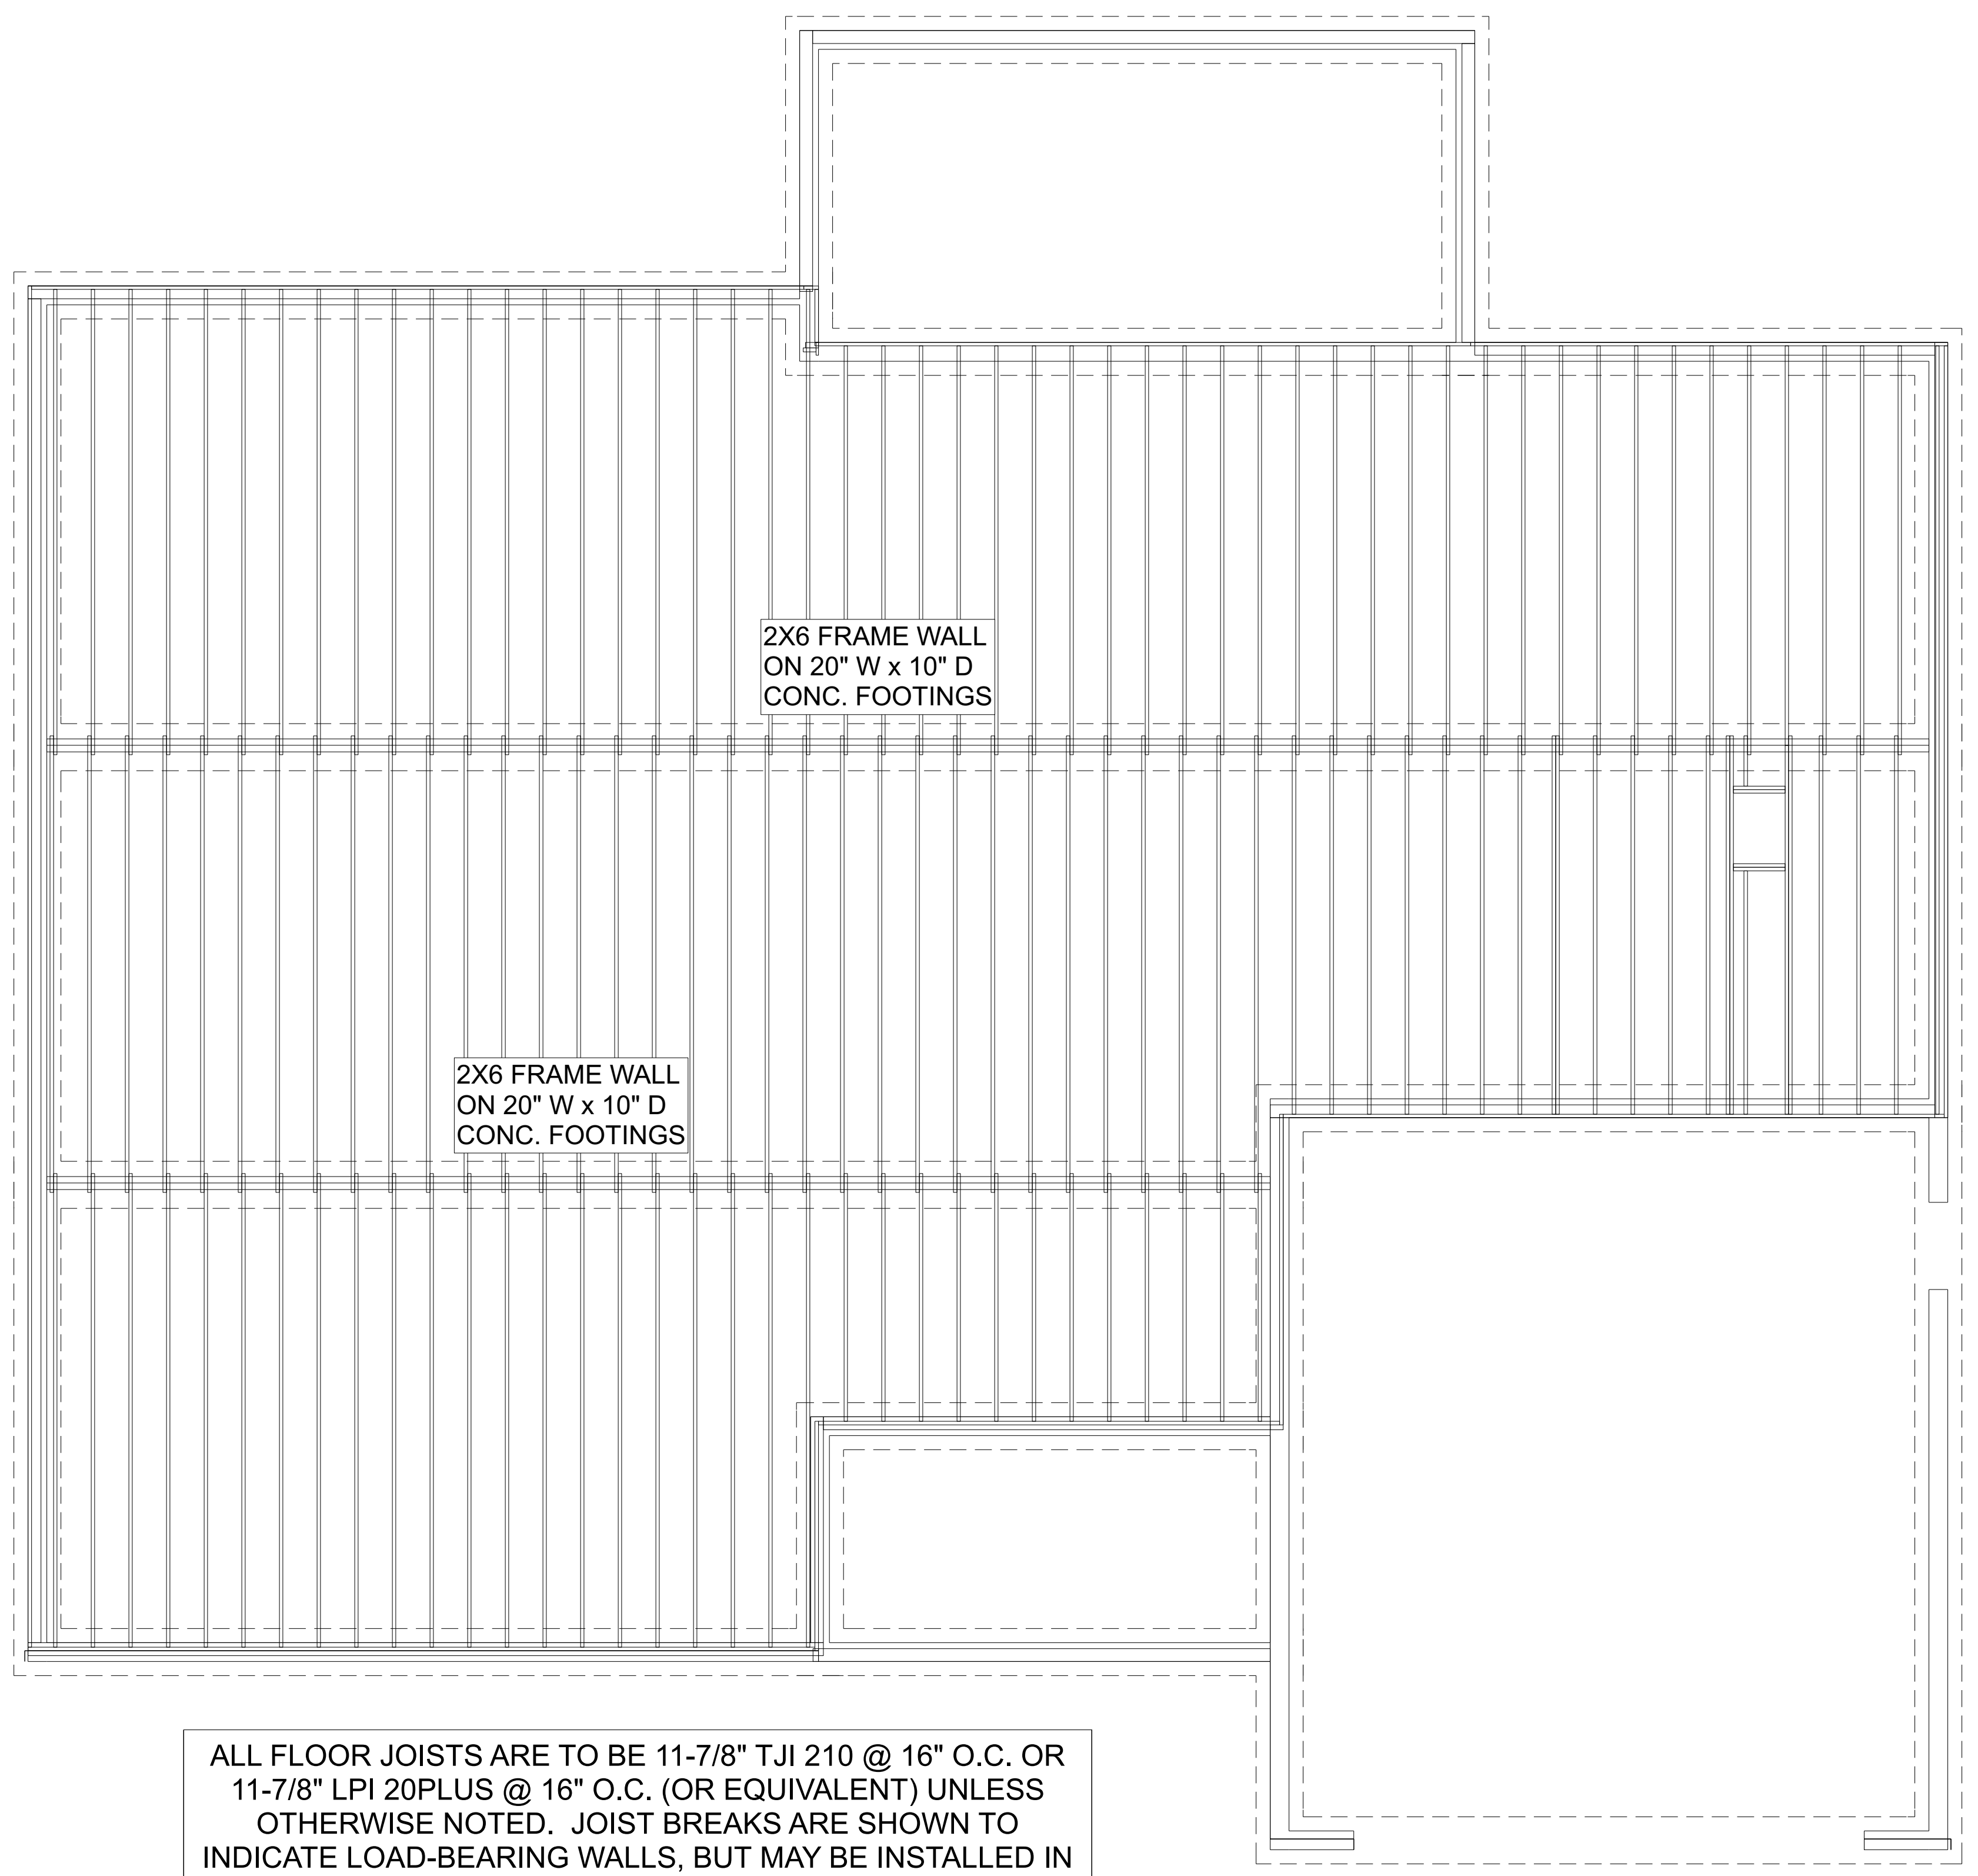 2X6 FRAME WALL
ON 20" W x 10" D
CONC. FOOTINGS
2X6 FRAME WALL
ON 20" W x 10" D
CONC. FOOTINGS
ALL FLOOR JOISTS ARE TO BE 11-7/8" TJI 210 @ 16" O.C. OR
11-7/8" LPI 20PLUS @ 16" O.C. (OR EQUIVALENT) UNLESS
OTHERWISE NOTED. JOIST BREAKS ARE SHOWN TO
INDICATE LOAD-BEARING WALLS, BUT MAY BE INSTALLED IN